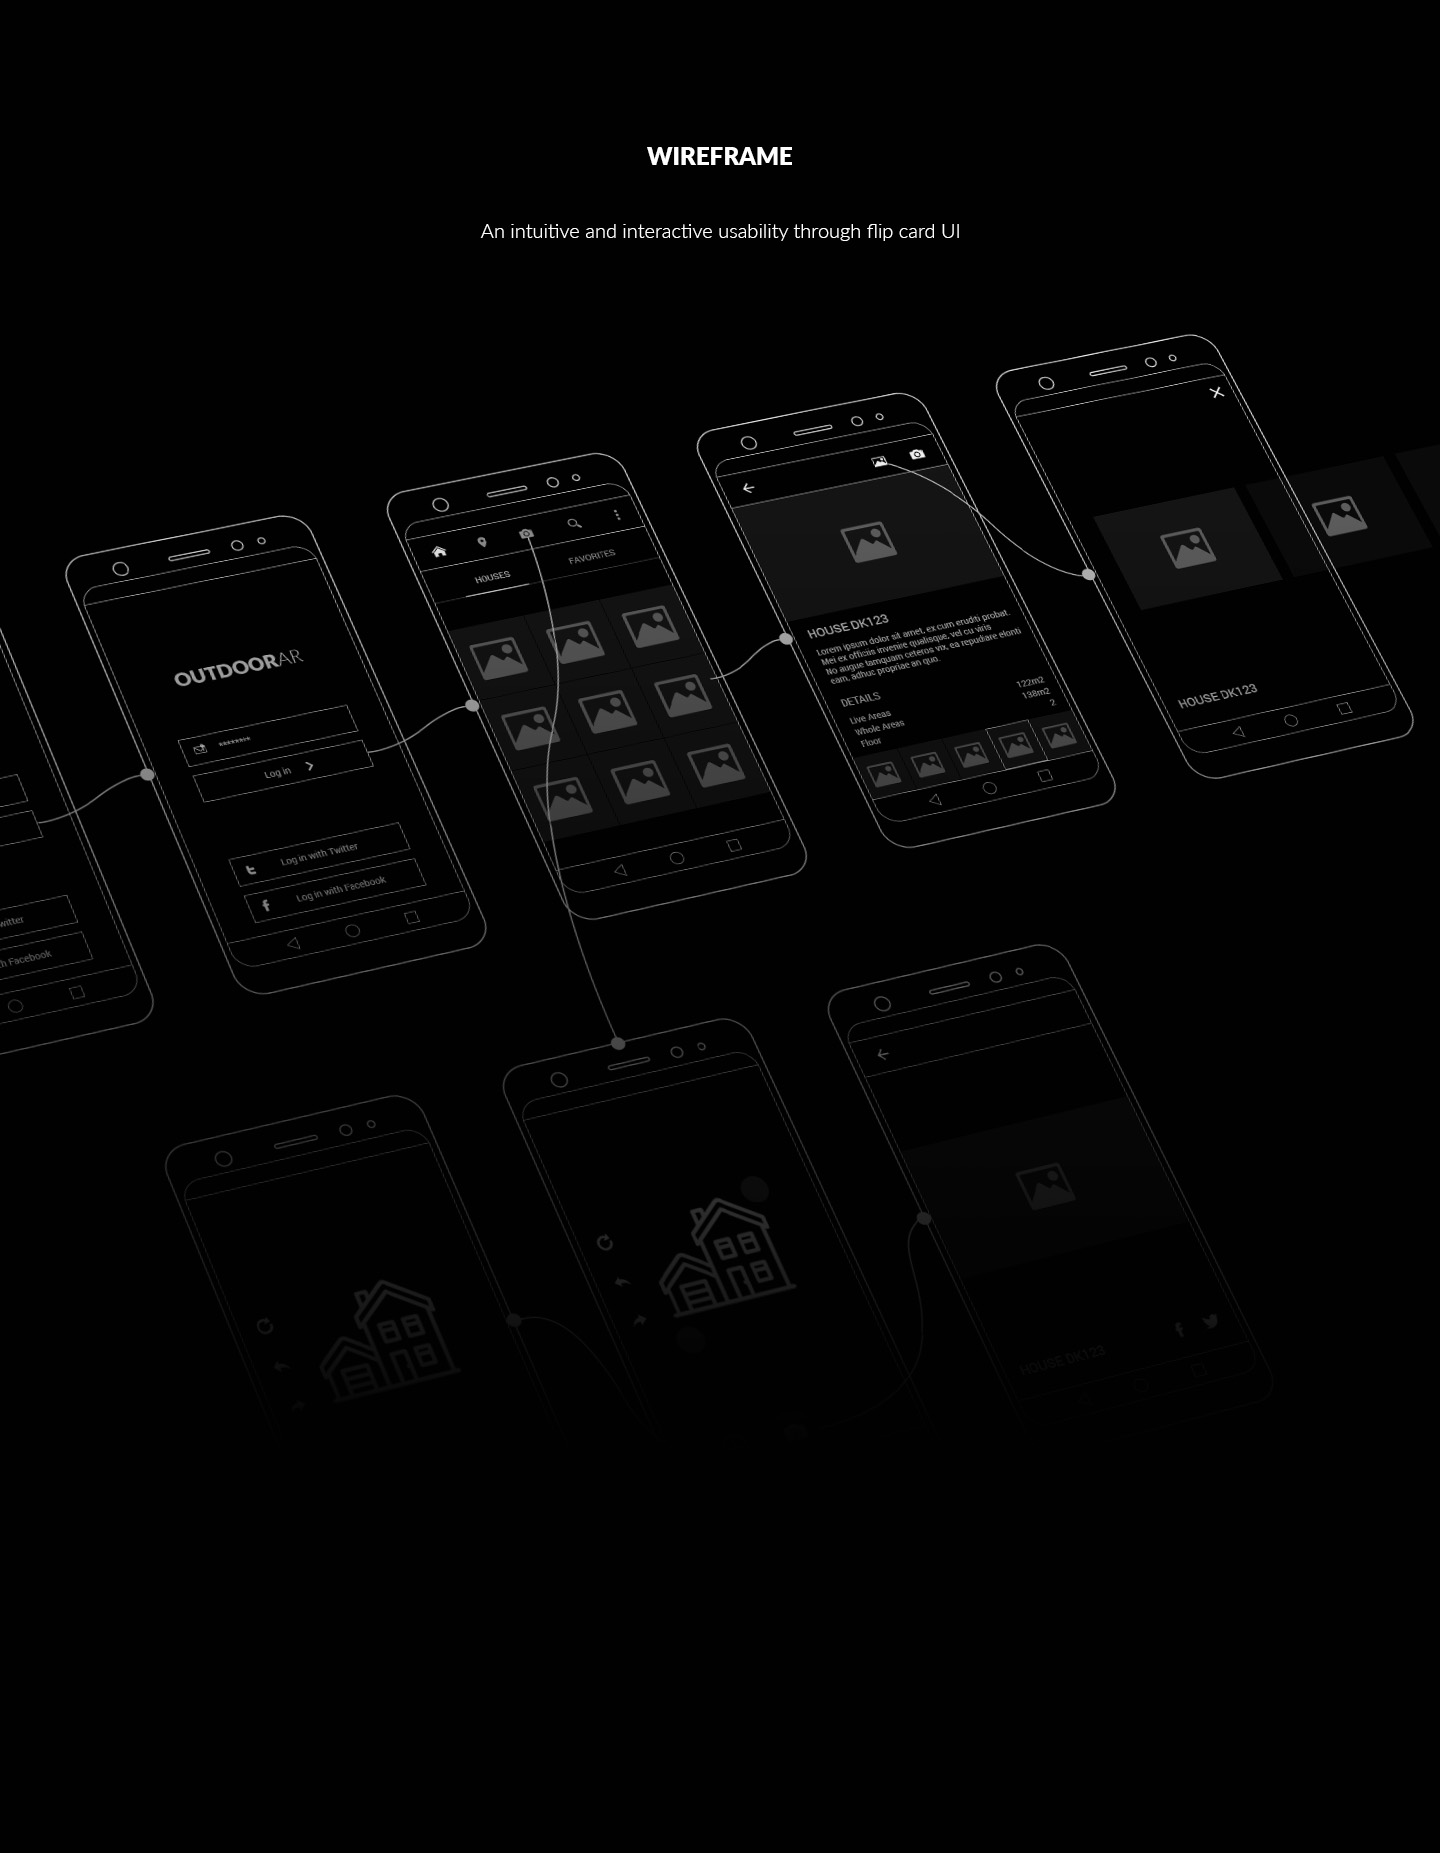 WIREFRAME
An intuitive and interactive usability through flip card UI
witter
th Facebook
OUTDOORAR
********
Log in
Log in with Twitter
Log in with Facebook
HOUSES
FAVORITES
HOUSE DK123
Lorem ipsum dolor sit amet, ex cum eruditi probat.
Mei ex officiis invenire qualisque, vel cu viris
No augue tamquam ceteros vix, ea repudiare elonti
eam, adhuc propriae an quo.
DETAILS
Live Areas 122m2
Whole Areas 138m2
Floor 2
HOUSE DK123
HOUSE DK123